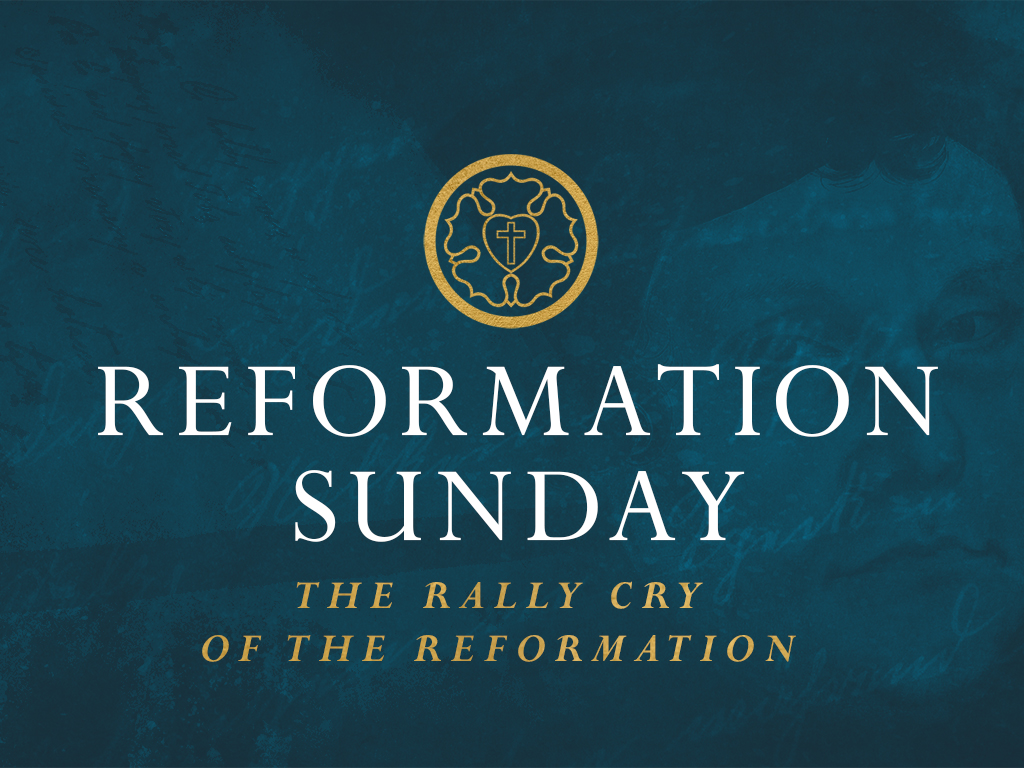 REFORMATION
SUNDAY
THE RALLY CRY
OF THE REFORMATION